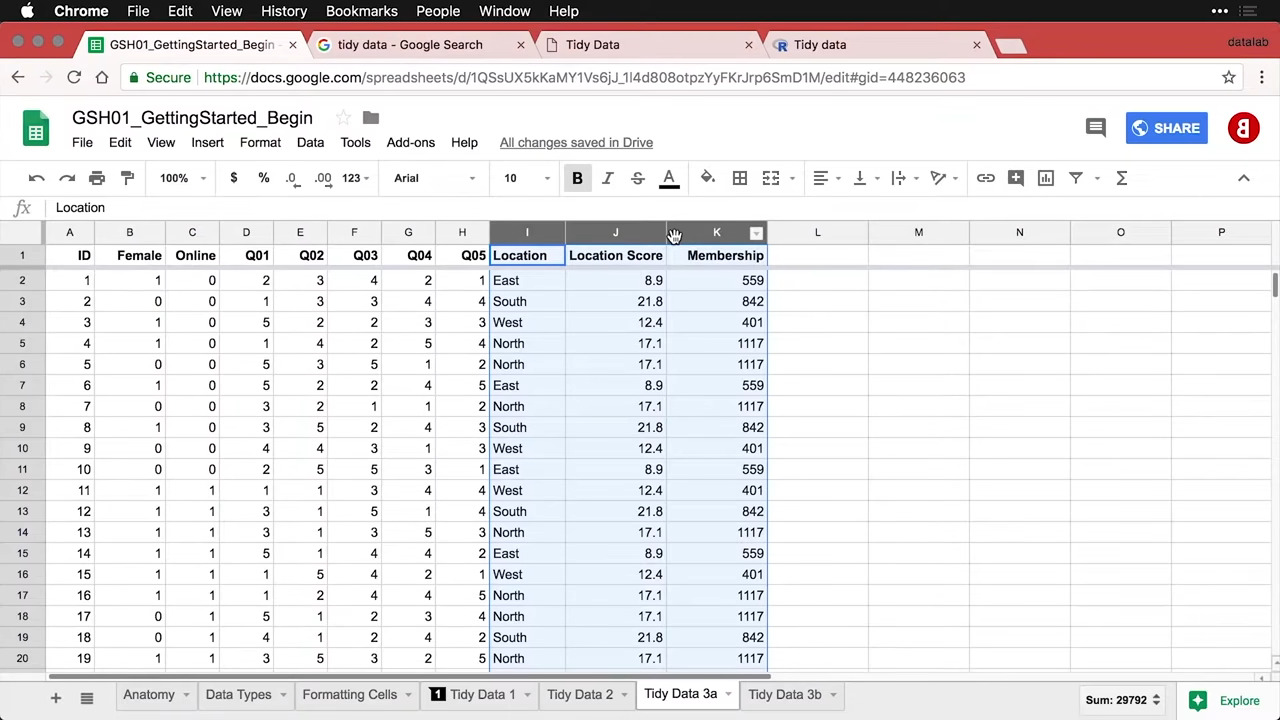 Chrome File Edit View History Bookmarks People Window Help
GSH01_GettingStarted_Begin - × tidy data - Google Search × Tidy Data × Tidy data × datalab
Secure https://docs.google.com/spreadsheets/d/1QSsUX5kKaMY1Vs6jJ_1l4d808otpzYyFKrJrp6SmD1M/edit#gid=448236063
GSH01_GettingStarted_Begin
SHARE
File Edit View Insert Format Data Tools Add-ons Help All changes saved in Drive
100% $ % .0 .00 123 Arial 10 B I S A Σ
fx Location
A B C D E F G H I J K L M N O P
1 ID Female Online Q01 Q02 Q03 Q04 Q05 Location Location Score Membership
2 1 1 0 2 3 4 2 1 East 8.9 559
3 2 0 0 1 3 3 4 4 South 21.8 842
4 3 1 0 5 2 2 3 3 West 12.4 401
5 4 1 0 1 4 2 5 4 North 17.1 1117
6 5 0 0 5 3 5 1 2 North 17.1 1117
7 6 1 0 5 2 2 4 5 East 8.9 559
8 7 0 0 3 2 1 1 2 North 17.1 1117
9 8 1 0 3 5 2 4 3 South 21.8 842
10 9 0 0 4 4 3 1 3 West 12.4 401
11 10 0 0 2 5 5 3 1 East 8.9 559
12 11 1 1 1 1 3 4 4 West 12.4 401
13 12 1 1 3 1 5 1 4 South 21.8 842
14 13 1 1 3 1 3 5 3 North 17.1 1117
15 14 1 1 5 1 4 4 2 East 8.9 559
16 15 1 1 1 5 4 2 1 West 12.4 401
17 16 1 1 1 2 4 4 5 North 17.1 1117
18 17 0 1 5 1 2 3 4 North 17.1 1117
19 18 0 1 4 1 2 4 2 South 21.8 842
20 19 1 1 3 5 3 2 5 North 17.1 1117
Anatomy Data Types Formatting Cells 1 Tidy Data 1 Tidy Data 2 Tidy Data 3a Tidy Data 3b Sum: 29792 Explore